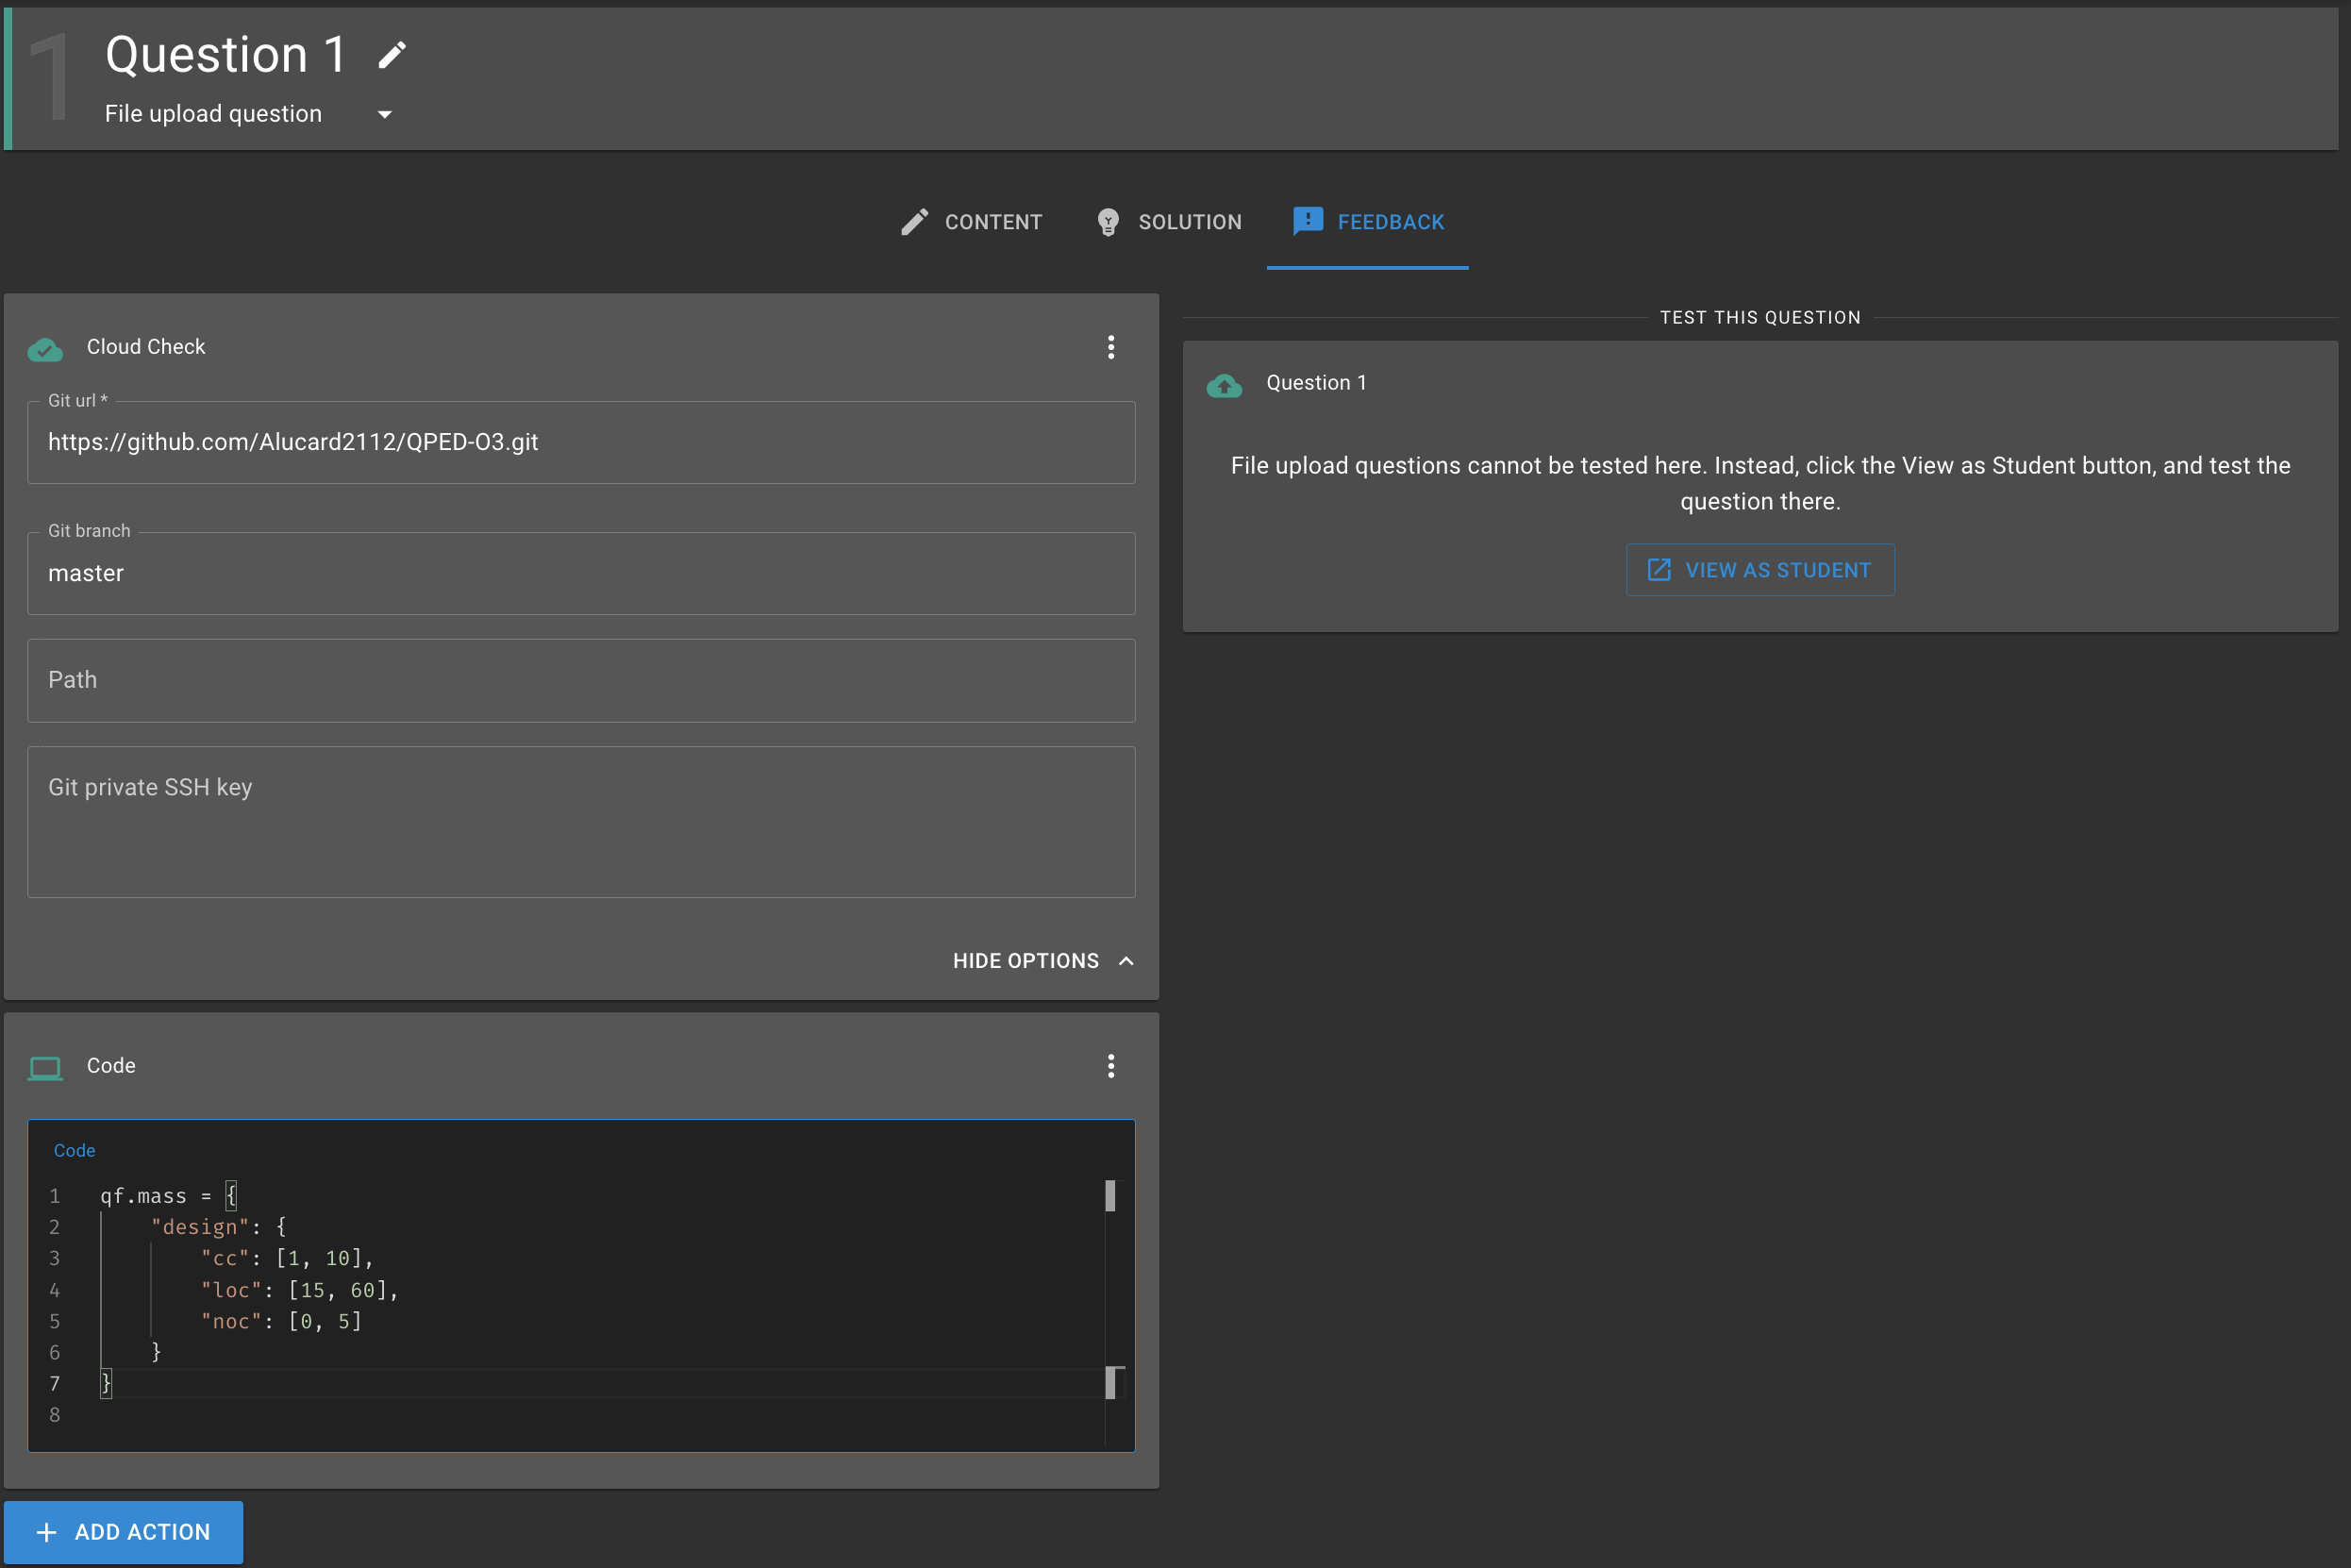 1
Question 1
File upload question
CONTENT
SOLUTION
FEEDBACK
Cloud Check
Git url *
https://github.com/Alucard2112/QPED-O3.git
Git branch
master
Path
Git private SSH key
HIDE OPTIONS
Code
Code
1 qf.mass = {
2 "design": {
3 "cc": [1, 10],
4 "loc": [15, 60],
5 "noc": [0, 5]
6 }
7 }
8
ADD ACTION
TEST THIS QUESTION
Question 1
File upload questions cannot be tested here. Instead, click the View as Student button, and test the
question there.
VIEW AS STUDENT